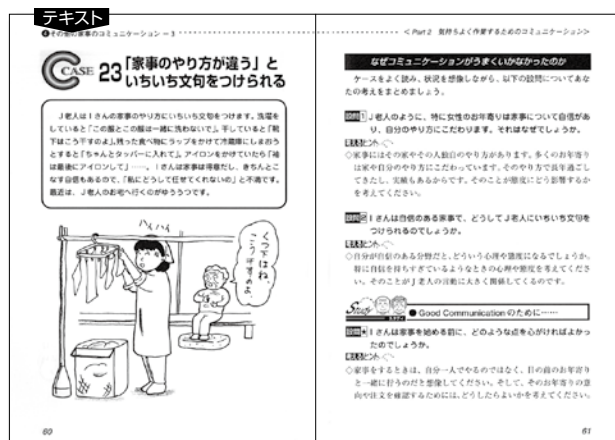 テキスト
❹その他の家事のコミュニケーション－3
CASE 23 「家事のやり方が違う」と
いちいち文句をつけられる
J老人はIさんの家事のやり方にいちいち文句をつけます。洗濯を
していると「この服とこの服は一緒に洗わないで」。干していると「靴
下はこう干すのよ」。残った食べ物にラップをかけて冷蔵庫にしまおう
とすると「ちゃんとタッパーに入れて」。アイロンをかけていたら「袖
は最後にアイロンして」――。Iさんは家事は得意だし、きちんとこ
なす自信もあるので、「私にどうして任せてくれないの」と不満です。
最近は、J老人のお宅へ行くのがゆううつです。
ハイハイ
くつ下はね、
こう干すのよ
60
＜Part 2 気持ちよく作業するためのコミュニケーション＞
なぜコミュニケーションがうまくいかなかったのか
ケースをよく読み、状況を想像しながら、以下の設問についてあな
たの考えをまとめましょう。
設問1 J老人のように、特に女性のお年寄りは家事について自信があ
り、自分のやり方にこだわります。それはなぜでしょうか。
考えるヒント
◇家事にはその家やその人独自のやり方があります。多くのお年寄り
は家や自分のやり方にこだわっています。そのやり方で長年過ごし
てきたし、実績もあるからです。そのことが態度にどう影響するか
を考えてください。
設問2 Iさんは自信のある家事で、どうしてJ老人にいちいち文句を
つけられるのでしょうか。
考えるヒント
◇自分が自信のある分野だと、どういう心理や態度になるでしょうか。
特に自信を持ちすぎているようなときの心理や態度を考えてくださ
い。そのことがJ老人の言動に大きく関係してくるのです。
Study
スタディ
●Good Communication のために……
設問 Iさんは家事を始める前に、どのような点を心がければよかっ
たのでしょうか。
考えるヒント
◇家事をするときは、自分一人でやるのではなく、目の前のお年寄り
と一緒に行うのだと想像してください。そして、そのお年寄りの意
向や注文を確認するためには、どうしたらよいかを考えてください。
61